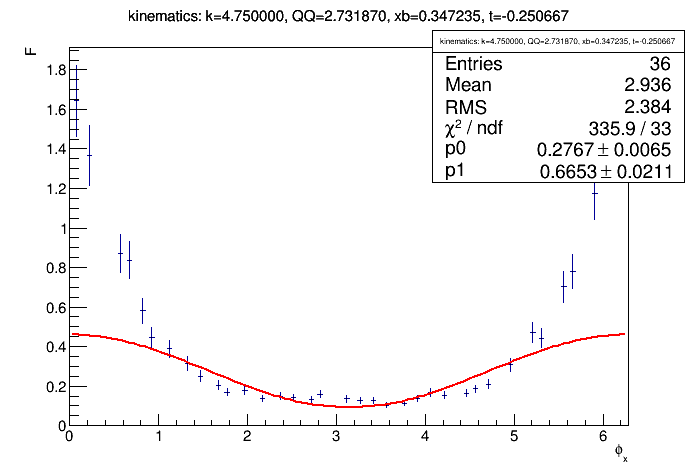 kinematics: k=4.750000, QQ=2.731870, xb=0.347235, t=-0.250667
F
kinematics: k=4.750000, QQ=2.731870, xb=0.347235, t=-0.250667
Entries 36
Mean 2.936
RMS 2.384
χ² / ndf 335.9 / 33
p0 0.2767 ± 0.0065
p1 0.6653 ± 0.0211
1.8
1.6
1.4
1.2
1
0.8
0.6
0.4
0.2
0
0 1 2 3 4 5 6
ϕₓ